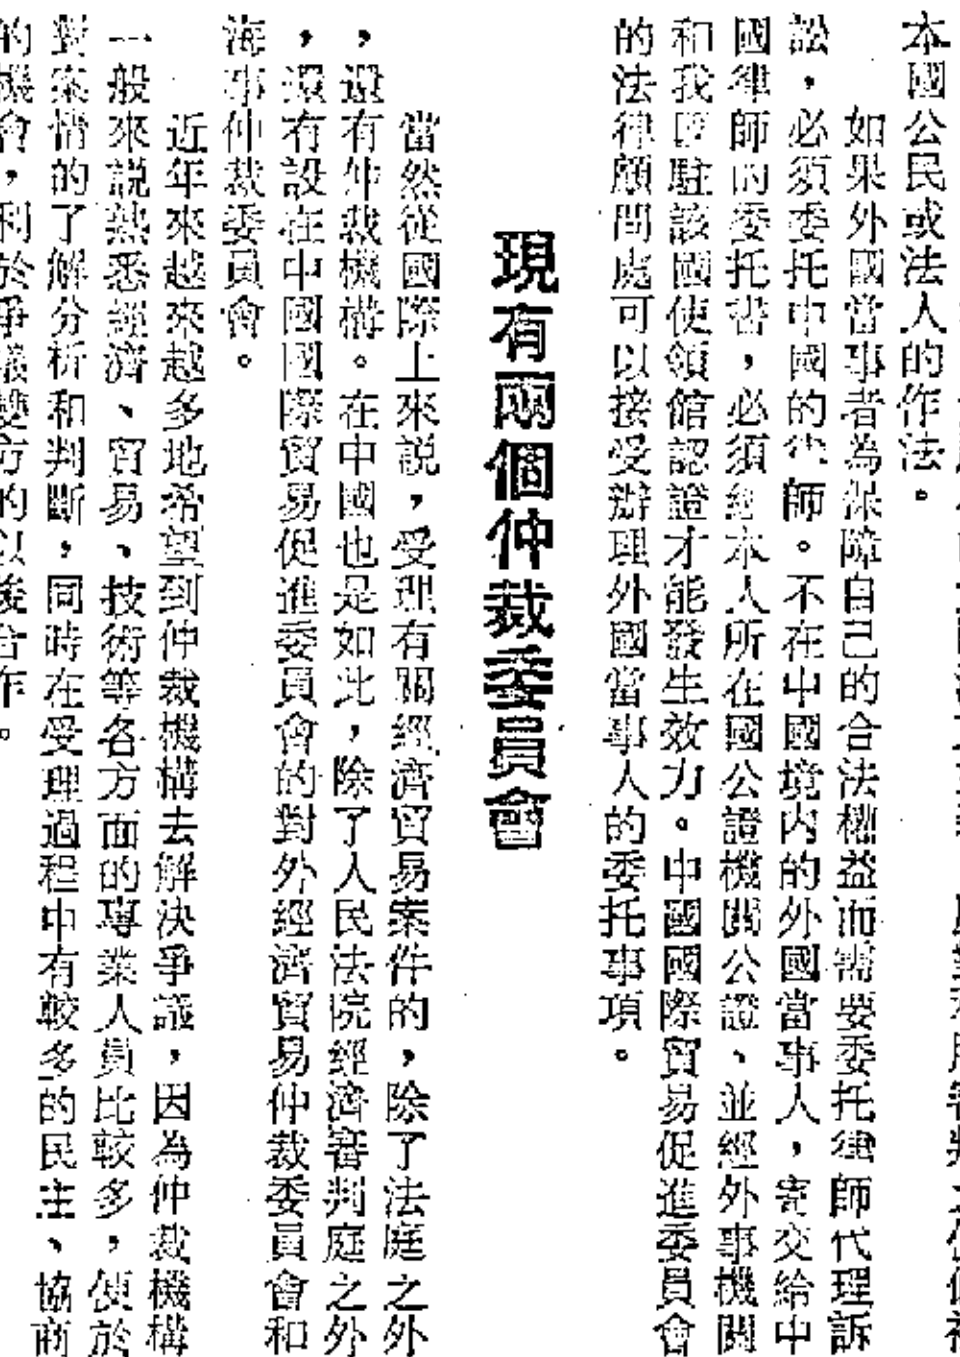 本國公民或法人的作法。
如果外國當事者為保障自己的合法權益而需要委托律師代理訴
訟，必須委托中國的律師。不在中國境內的外國當事人，寄交給中
國律師的委托書，必須經本人所在國公證機關公證、並經外事機關
和我國駐該國使領館認證才能發生效力。中國國際貿易促進委員會
的法律顧問處可以接受辦理外國當事人的委托事項。
現有兩個仲裁委員會
當然從國際上來說，受理有關經濟貿易案件的，除了法庭之外
，還有仲裁機構。在中國也是如此，除了人民法院經濟審判庭之外
，還有設在中國國際貿易促進委員會的對外經濟貿易仲裁委員會和
海事仲裁委員會。
近年來越來越多地希望到仲裁機構去解決爭議，因為仲裁機構
一般來説熟悉經濟、貿易、技術等各方面的專業人員比較多，便於
對案情的了解分析和判斷，同時在受理過程中有較多的民主、協商
的機會，利於爭議雙方的以後合作。